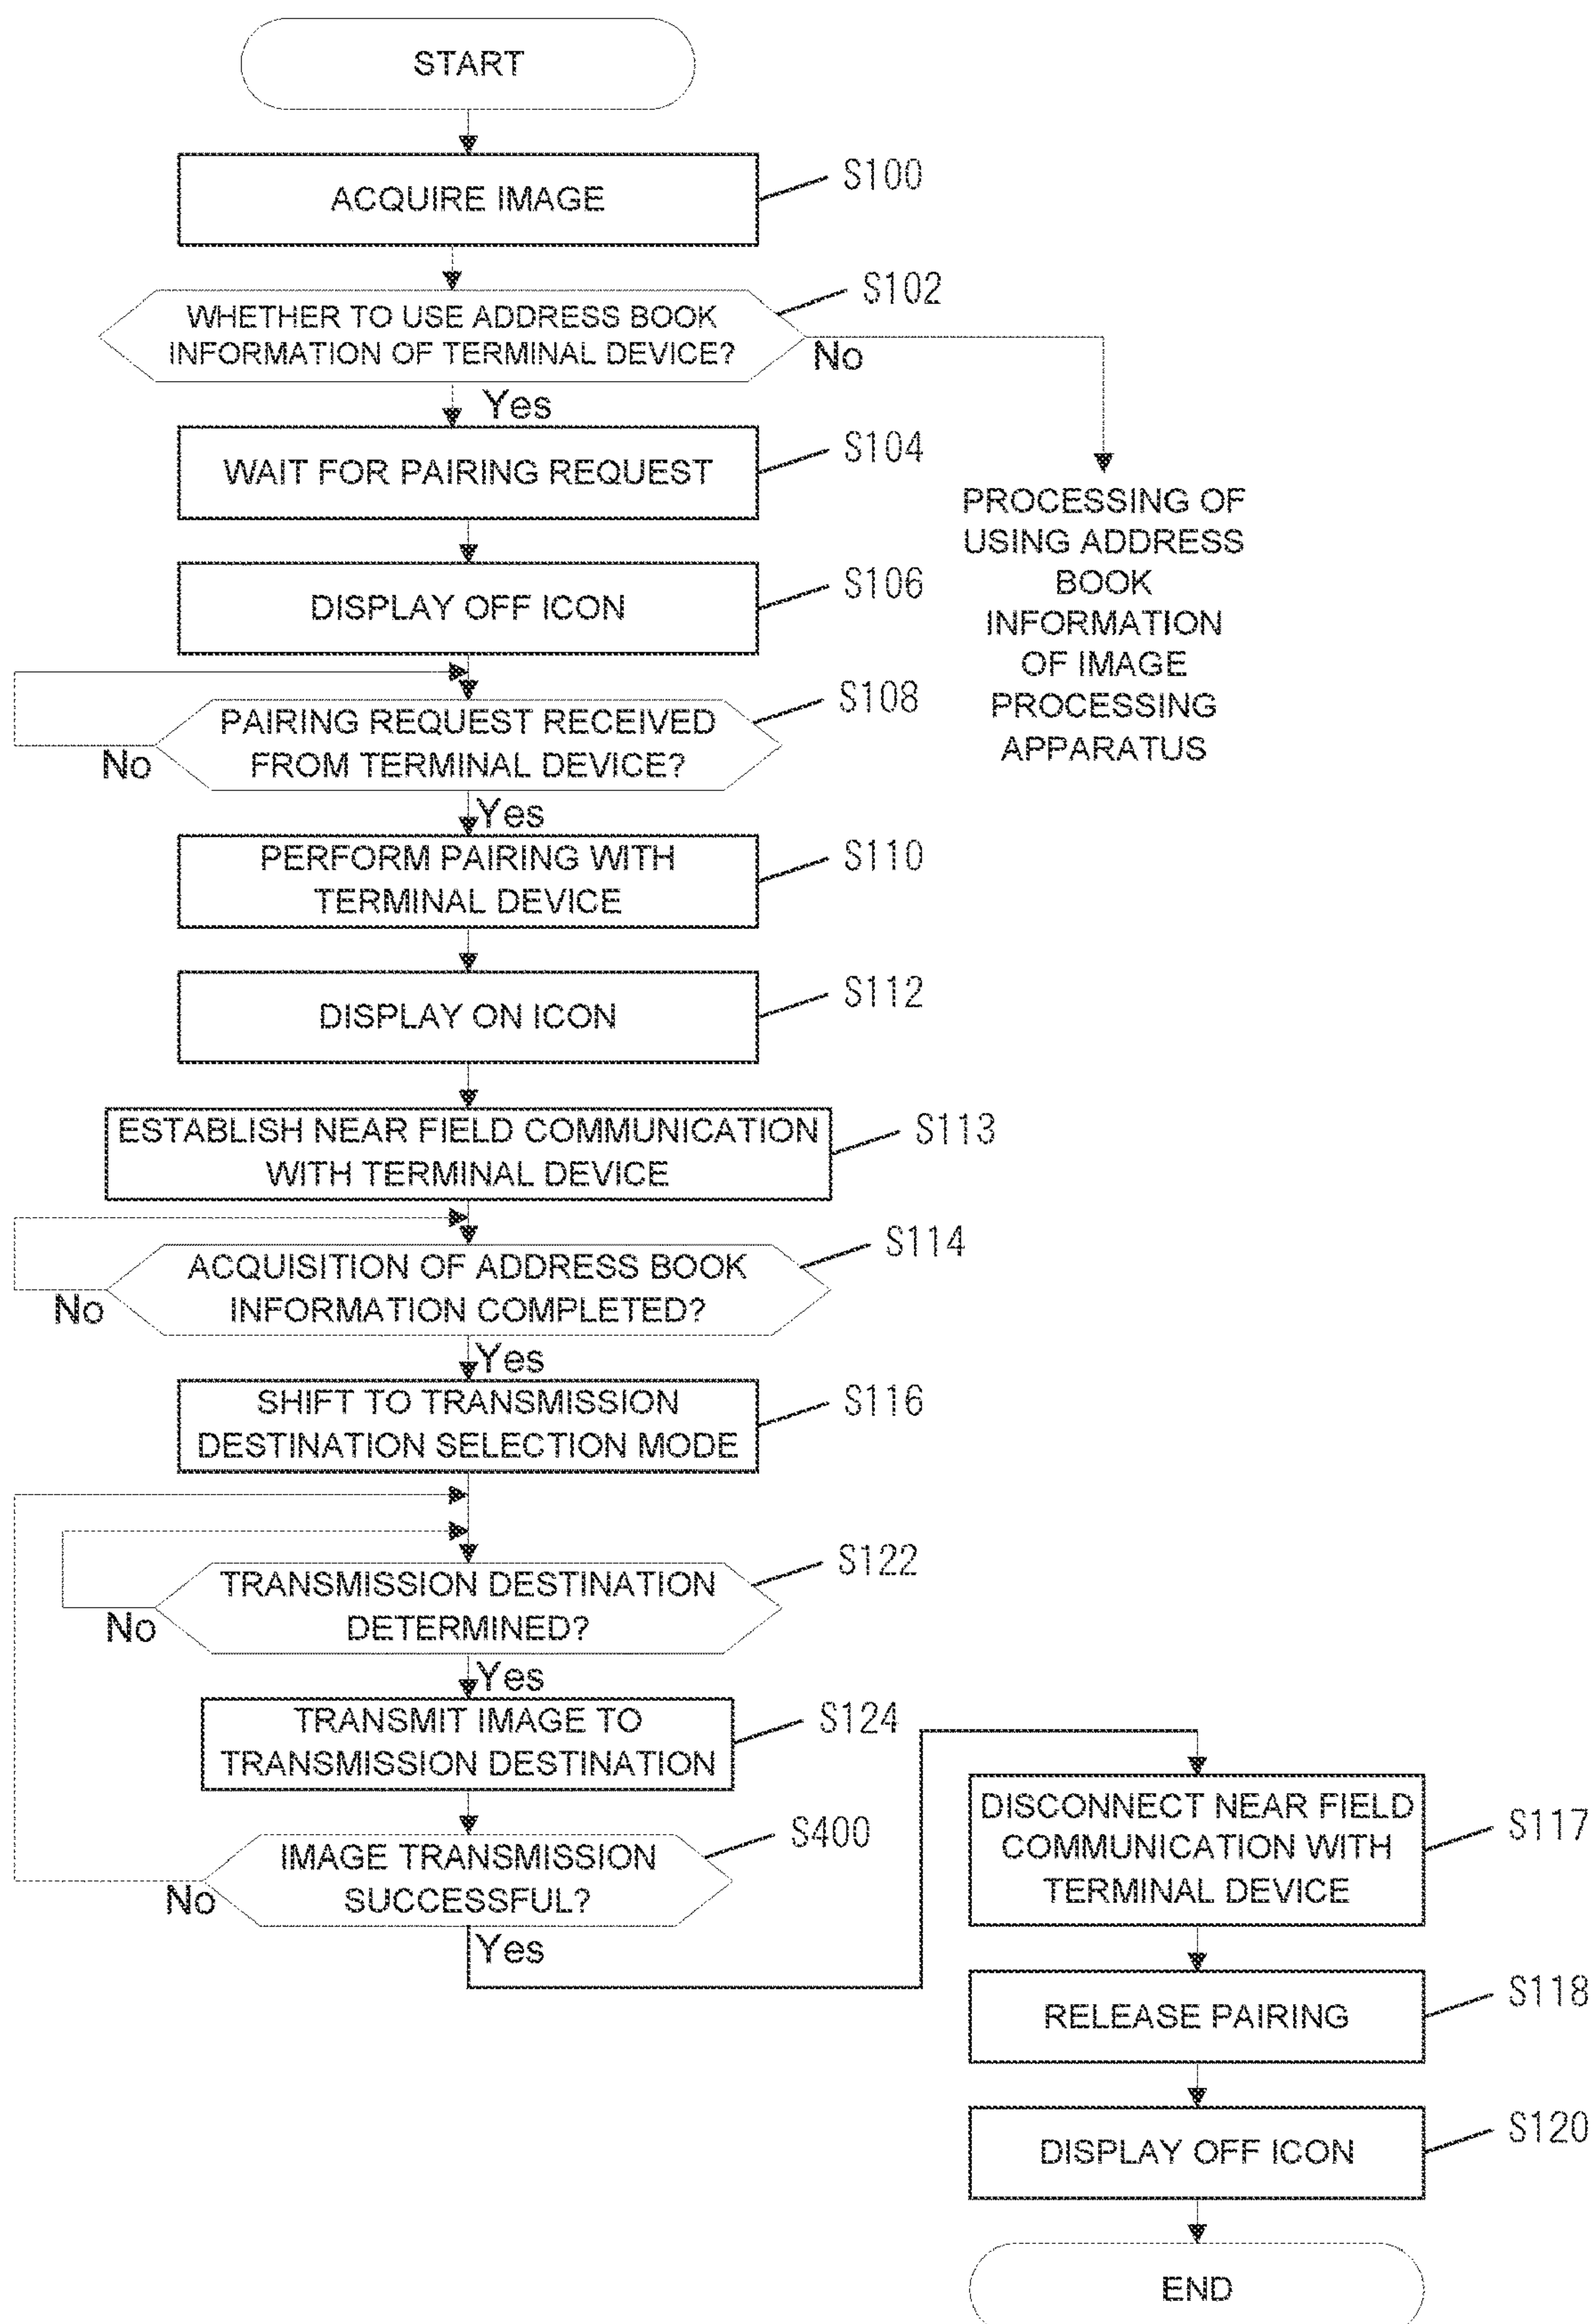 START
ACQUIRE IMAGE
S100
WHETHER TO USE ADDRESS BOOK
INFORMATION OF TERMINAL DEVICE?
S102
No
Yes
WAIT FOR PAIRING REQUEST
S104
PROCESSING OF
USING ADDRESS
BOOK
INFORMATION
OF IMAGE
PROCESSING
APPARATUS
DISPLAY OFF ICON
S106
PAIRING REQUEST RECEIVED
FROM TERMINAL DEVICE?
S108
No
Yes
PERFORM PAIRING WITH
TERMINAL DEVICE
S110
DISPLAY ON ICON
S112
ESTABLISH NEAR FIELD COMMUNICATION
WITH TERMINAL DEVICE
S113
ACQUISITION OF ADDRESS BOOK
INFORMATION COMPLETED?
S114
No
Yes
SHIFT TO TRANSMISSION
DESTINATION SELECTION MODE
S116
TRANSMISSION DESTINATION
DETERMINED?
S122
No
Yes
TRANSMIT IMAGE TO
TRANSMISSION DESTINATION
S124
IMAGE TRANSMISSION
SUCCESSFUL?
S400
No
Yes
DISCONNECT NEAR FIELD
COMMUNICATION WITH
TERMINAL DEVICE
S117
RELEASE PAIRING
S118
DISPLAY OFF ICON
S120
END